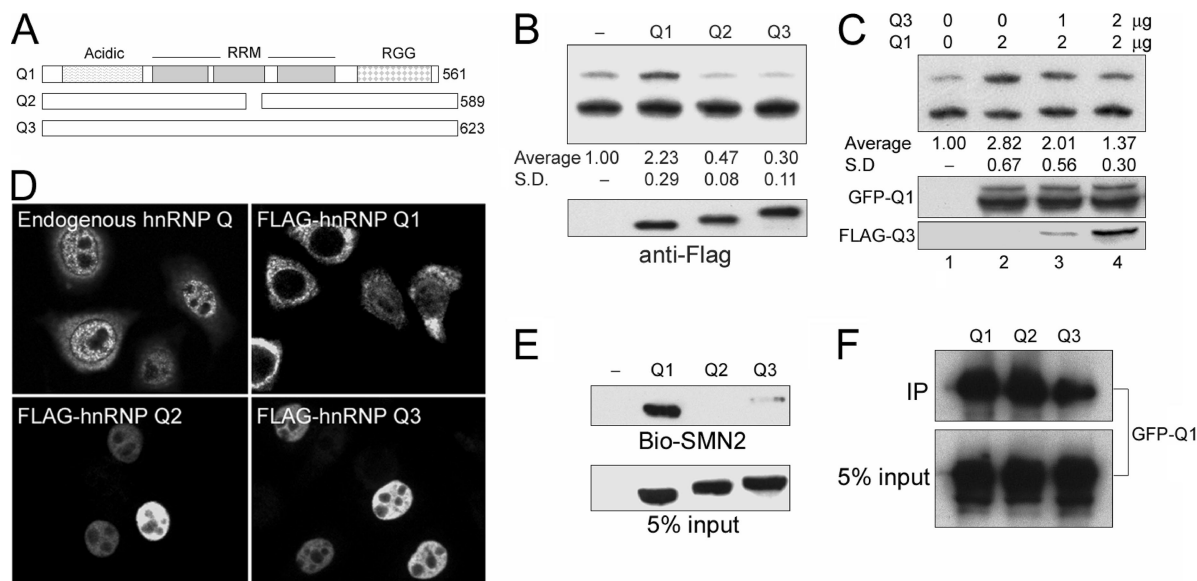 A
Acidic
RRM
RGG
Q1
561
Q2
589
Q3
623
B
– Q1 Q2 Q3
Average 1.00 2.23 0.47 0.30
S.D. – 0.29 0.08 0.11
anti-Flag
C
Q3 0 0 1 2 μg
Q1 0 2 2 2 μg
Average 1.00 2.82 2.01 1.37
S.D – 0.67 0.56 0.30
GFP-Q1
FLAG-Q3
1 2 3 4
D
Endogenous hnRNP Q
FLAG-hnRNP Q1
FLAG-hnRNP Q2
FLAG-hnRNP Q3
E
– Q1 Q2 Q3
Bio-SMN2
5% input
F
Q1 Q2 Q3
IP
GFP-Q1
5% input